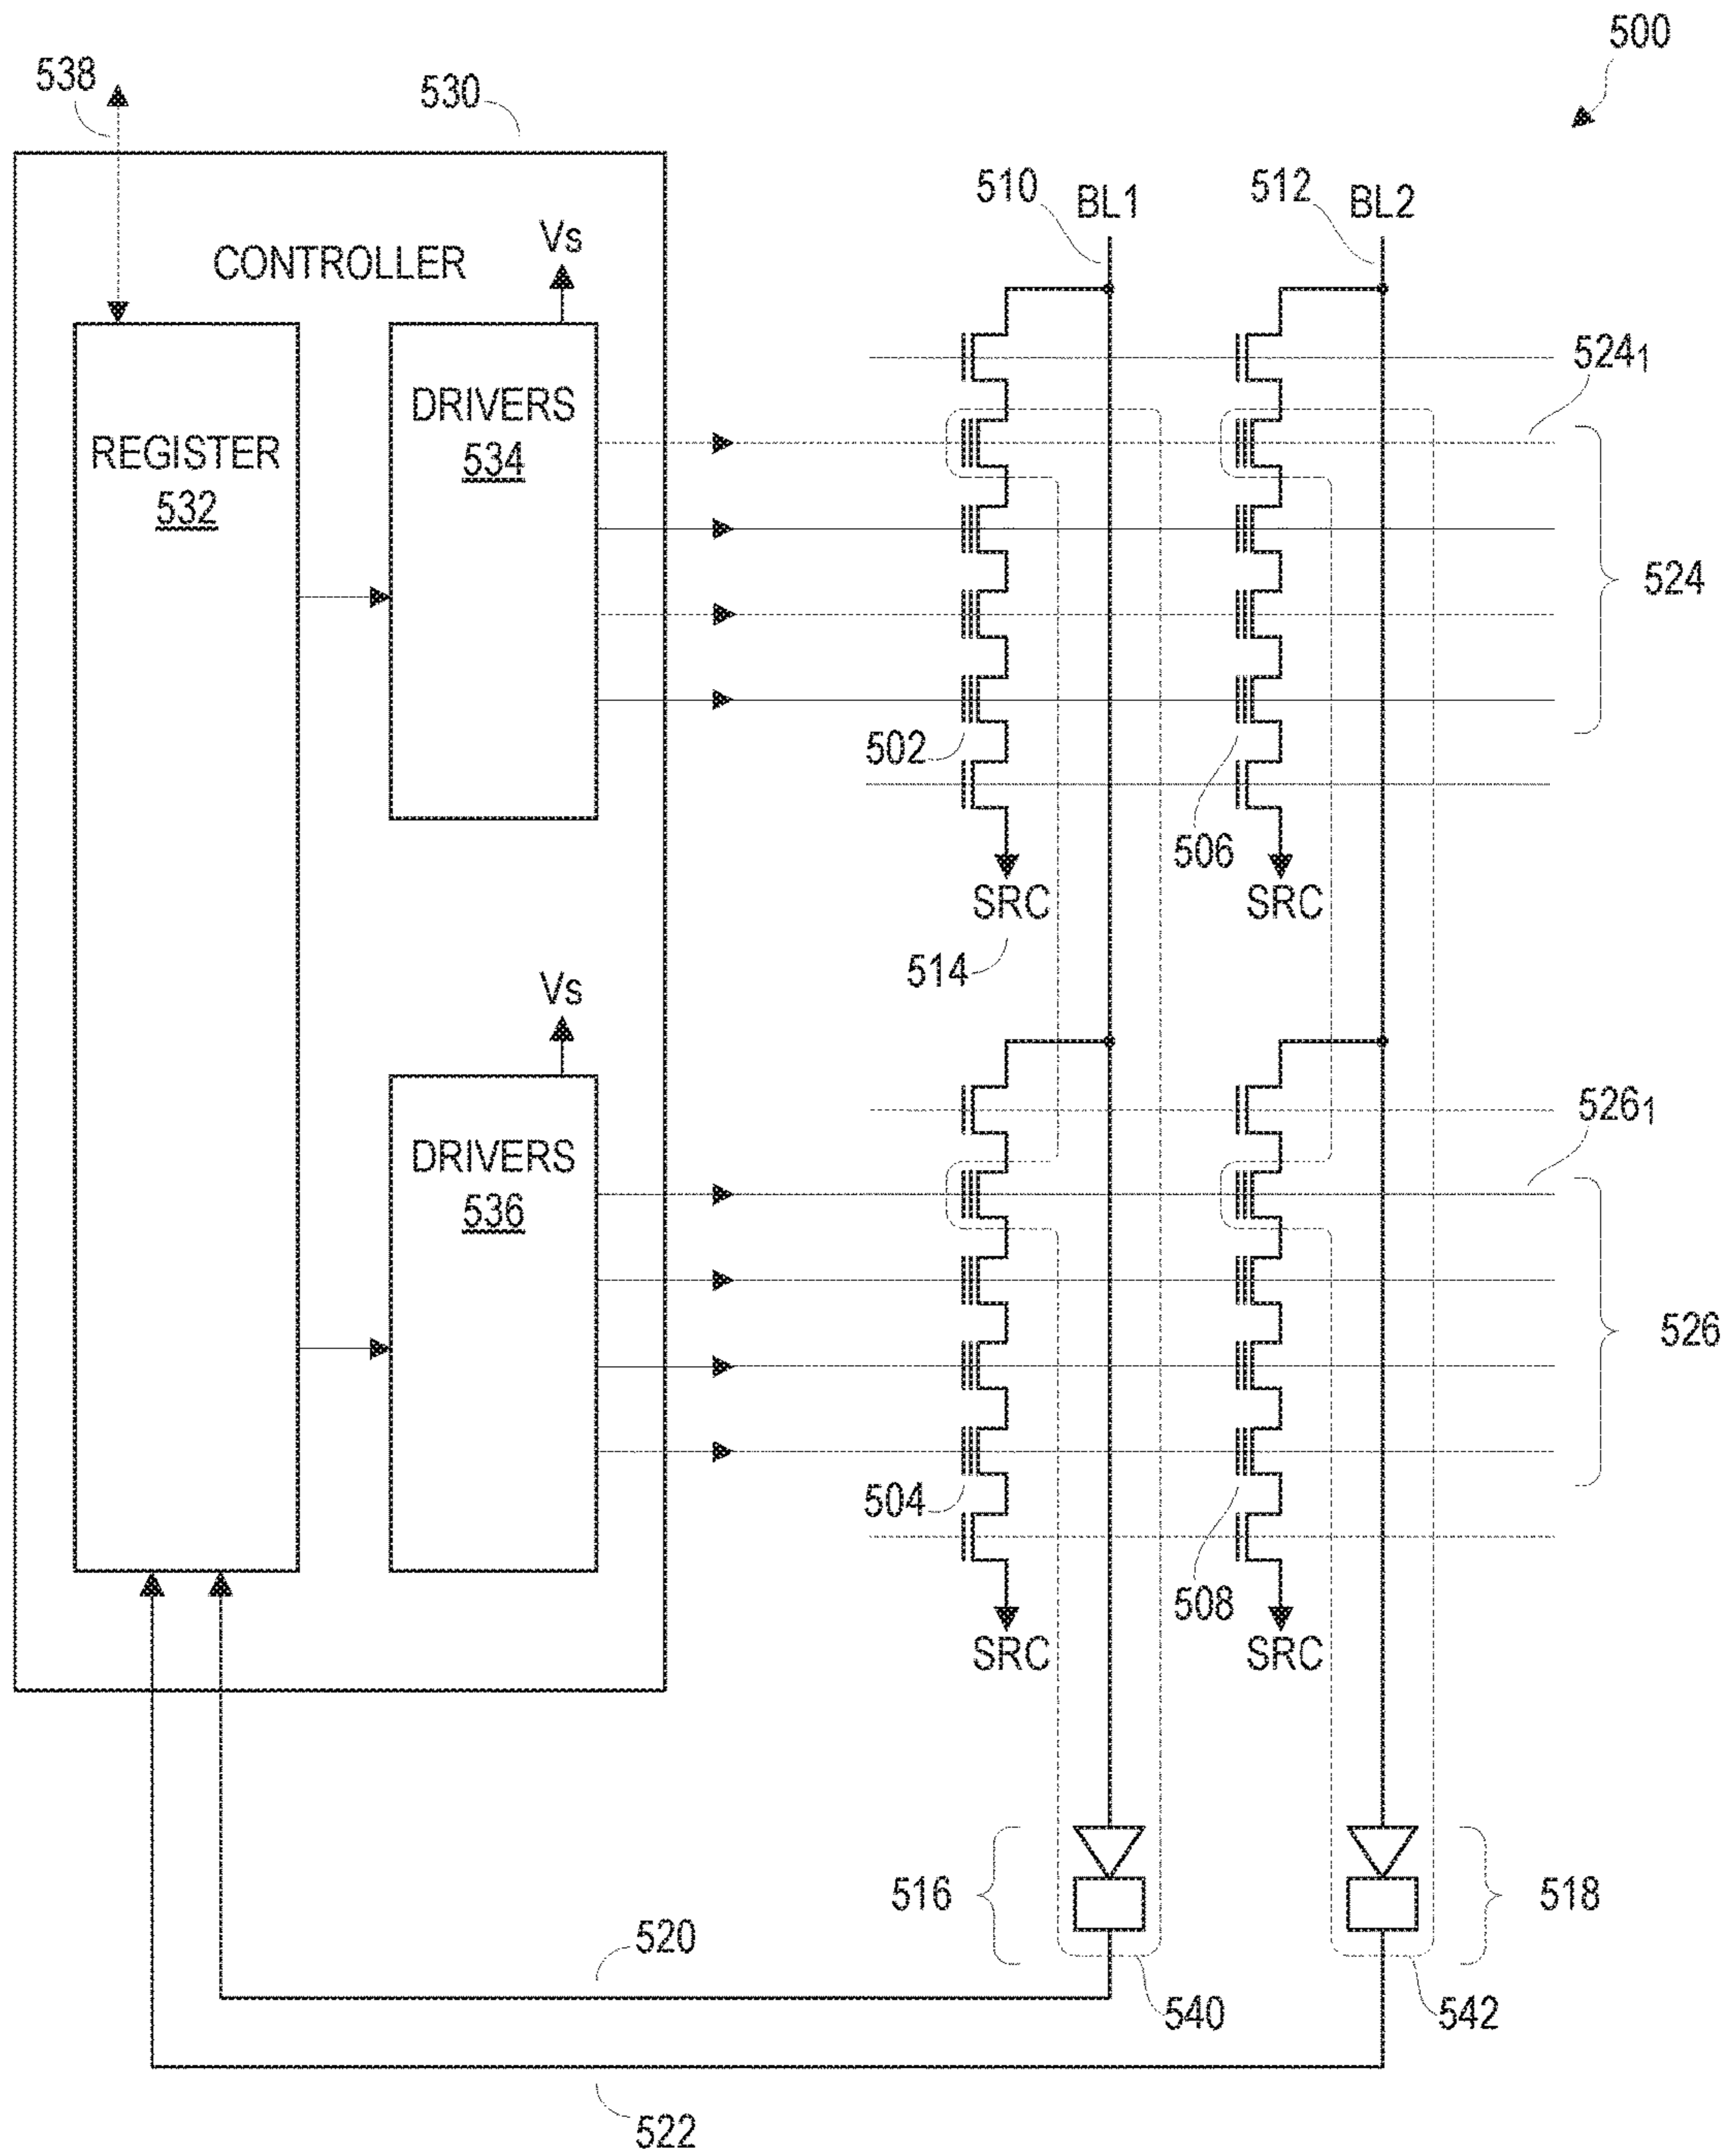 500
538
530
510 BL1
512 BL2
Vs
CONTROLLER
524₁
DRIVERS
534
REGISTER
532
524
502
506
SRC
SRC
514
Vs
526₁
DRIVERS
536
526
504
508
SRC
SRC
516
518
520
540
542
522